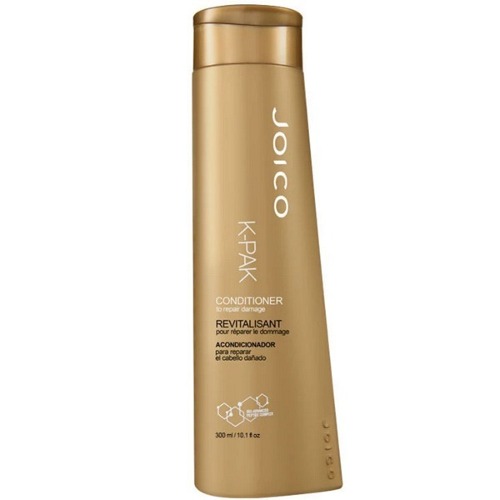 JOICO
K-PAK
CONDITIONER
to repair damage
REVITALISANT
pour réparer le dommage
ACONDICIONADOR
para reparar
el cabello dañado
300 ml / 10.1 fl oz
JOICO